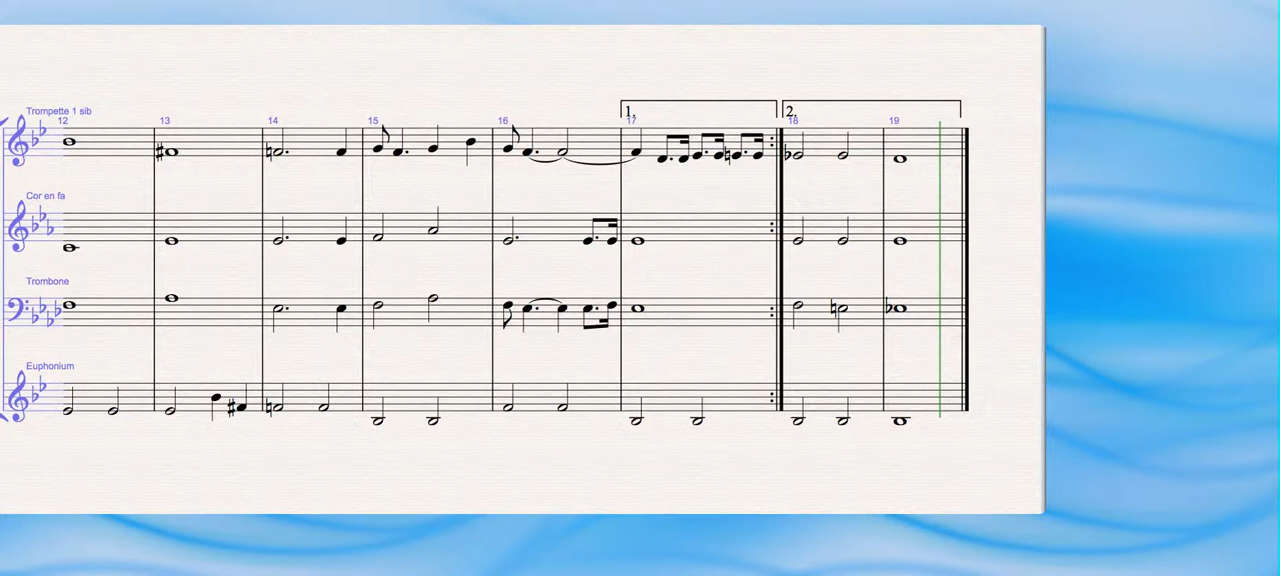 1. 2.
Trompette 1 sib
12 13 14 15 16 17 18 19
Cor en fa
Trombone
Euphonium